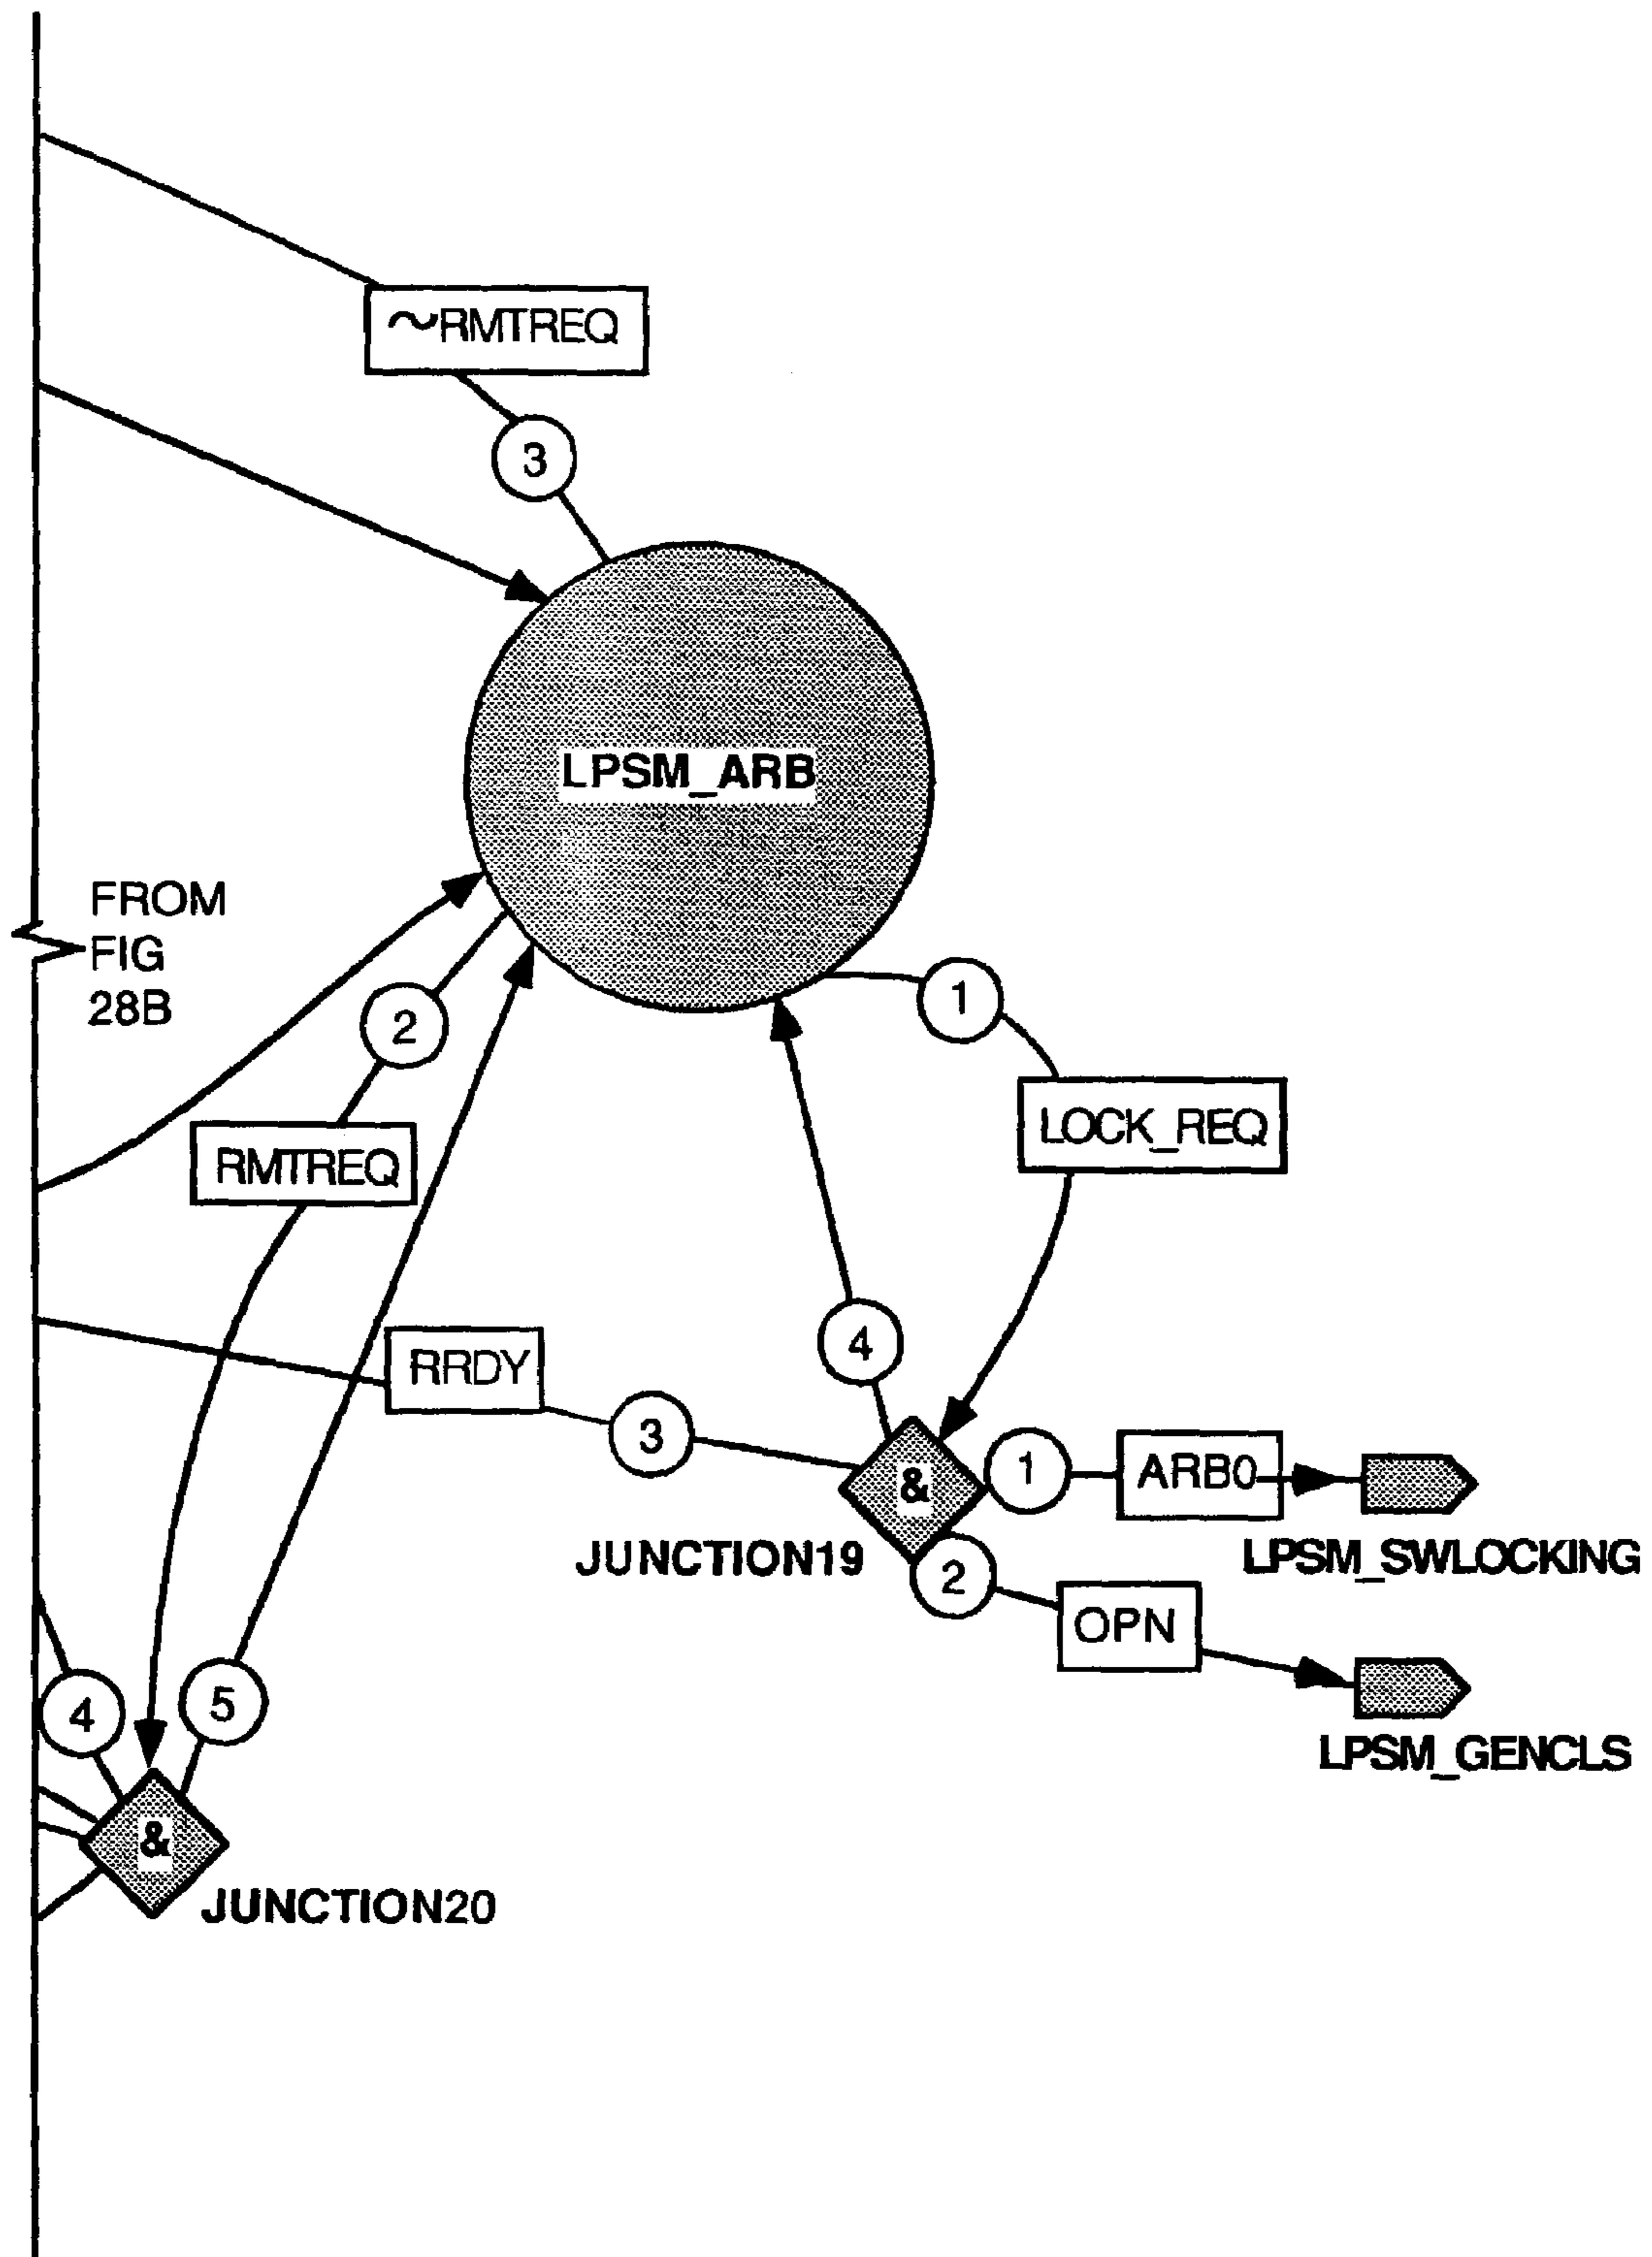 ~RMTREQ
3
LPSM_ARB
FROM
FIG
28B
2
1
LOCK_REQ
RMTREQ
4
RRDY
3
&
1
ARB0
JUNCTION19
LPSM_SWLOCKING
2
OPN
4
5
LPSM_GENCLS
&
JUNCTION20